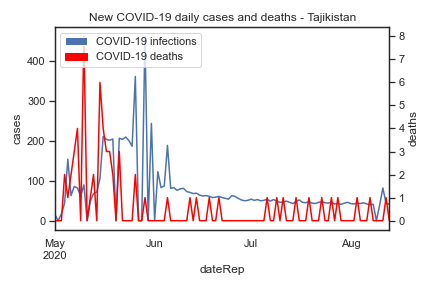 New COVID-19 daily cases and deaths - Tajikistan
COVID-19 infections
COVID-19 deaths
400
300
200
100
0
cases
8
7
6
5
4
3
2
1
0
deaths
May
2020
Jun
Jul
Aug
dateRep